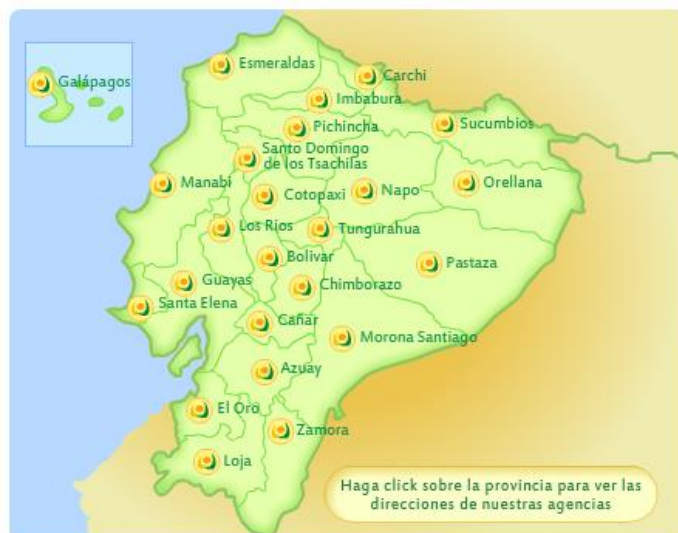 Esmeraldas
Carchi
Galápagos
Imbabura
Pichincha
Sucumbios
Santo Domingo
de los Tsachilas
Manabí
Cotopaxi
Napo
Orellana
Los Ríos
Tungurahua
Bolivar
Pastaza
Guayas
Chimborazo
Santa Elena
Cañar
Morona Santiago
Azuay
El Oro
Zamora
Loja
Haga click sobre la provincia para ver las
direcciones de nuestras agencias